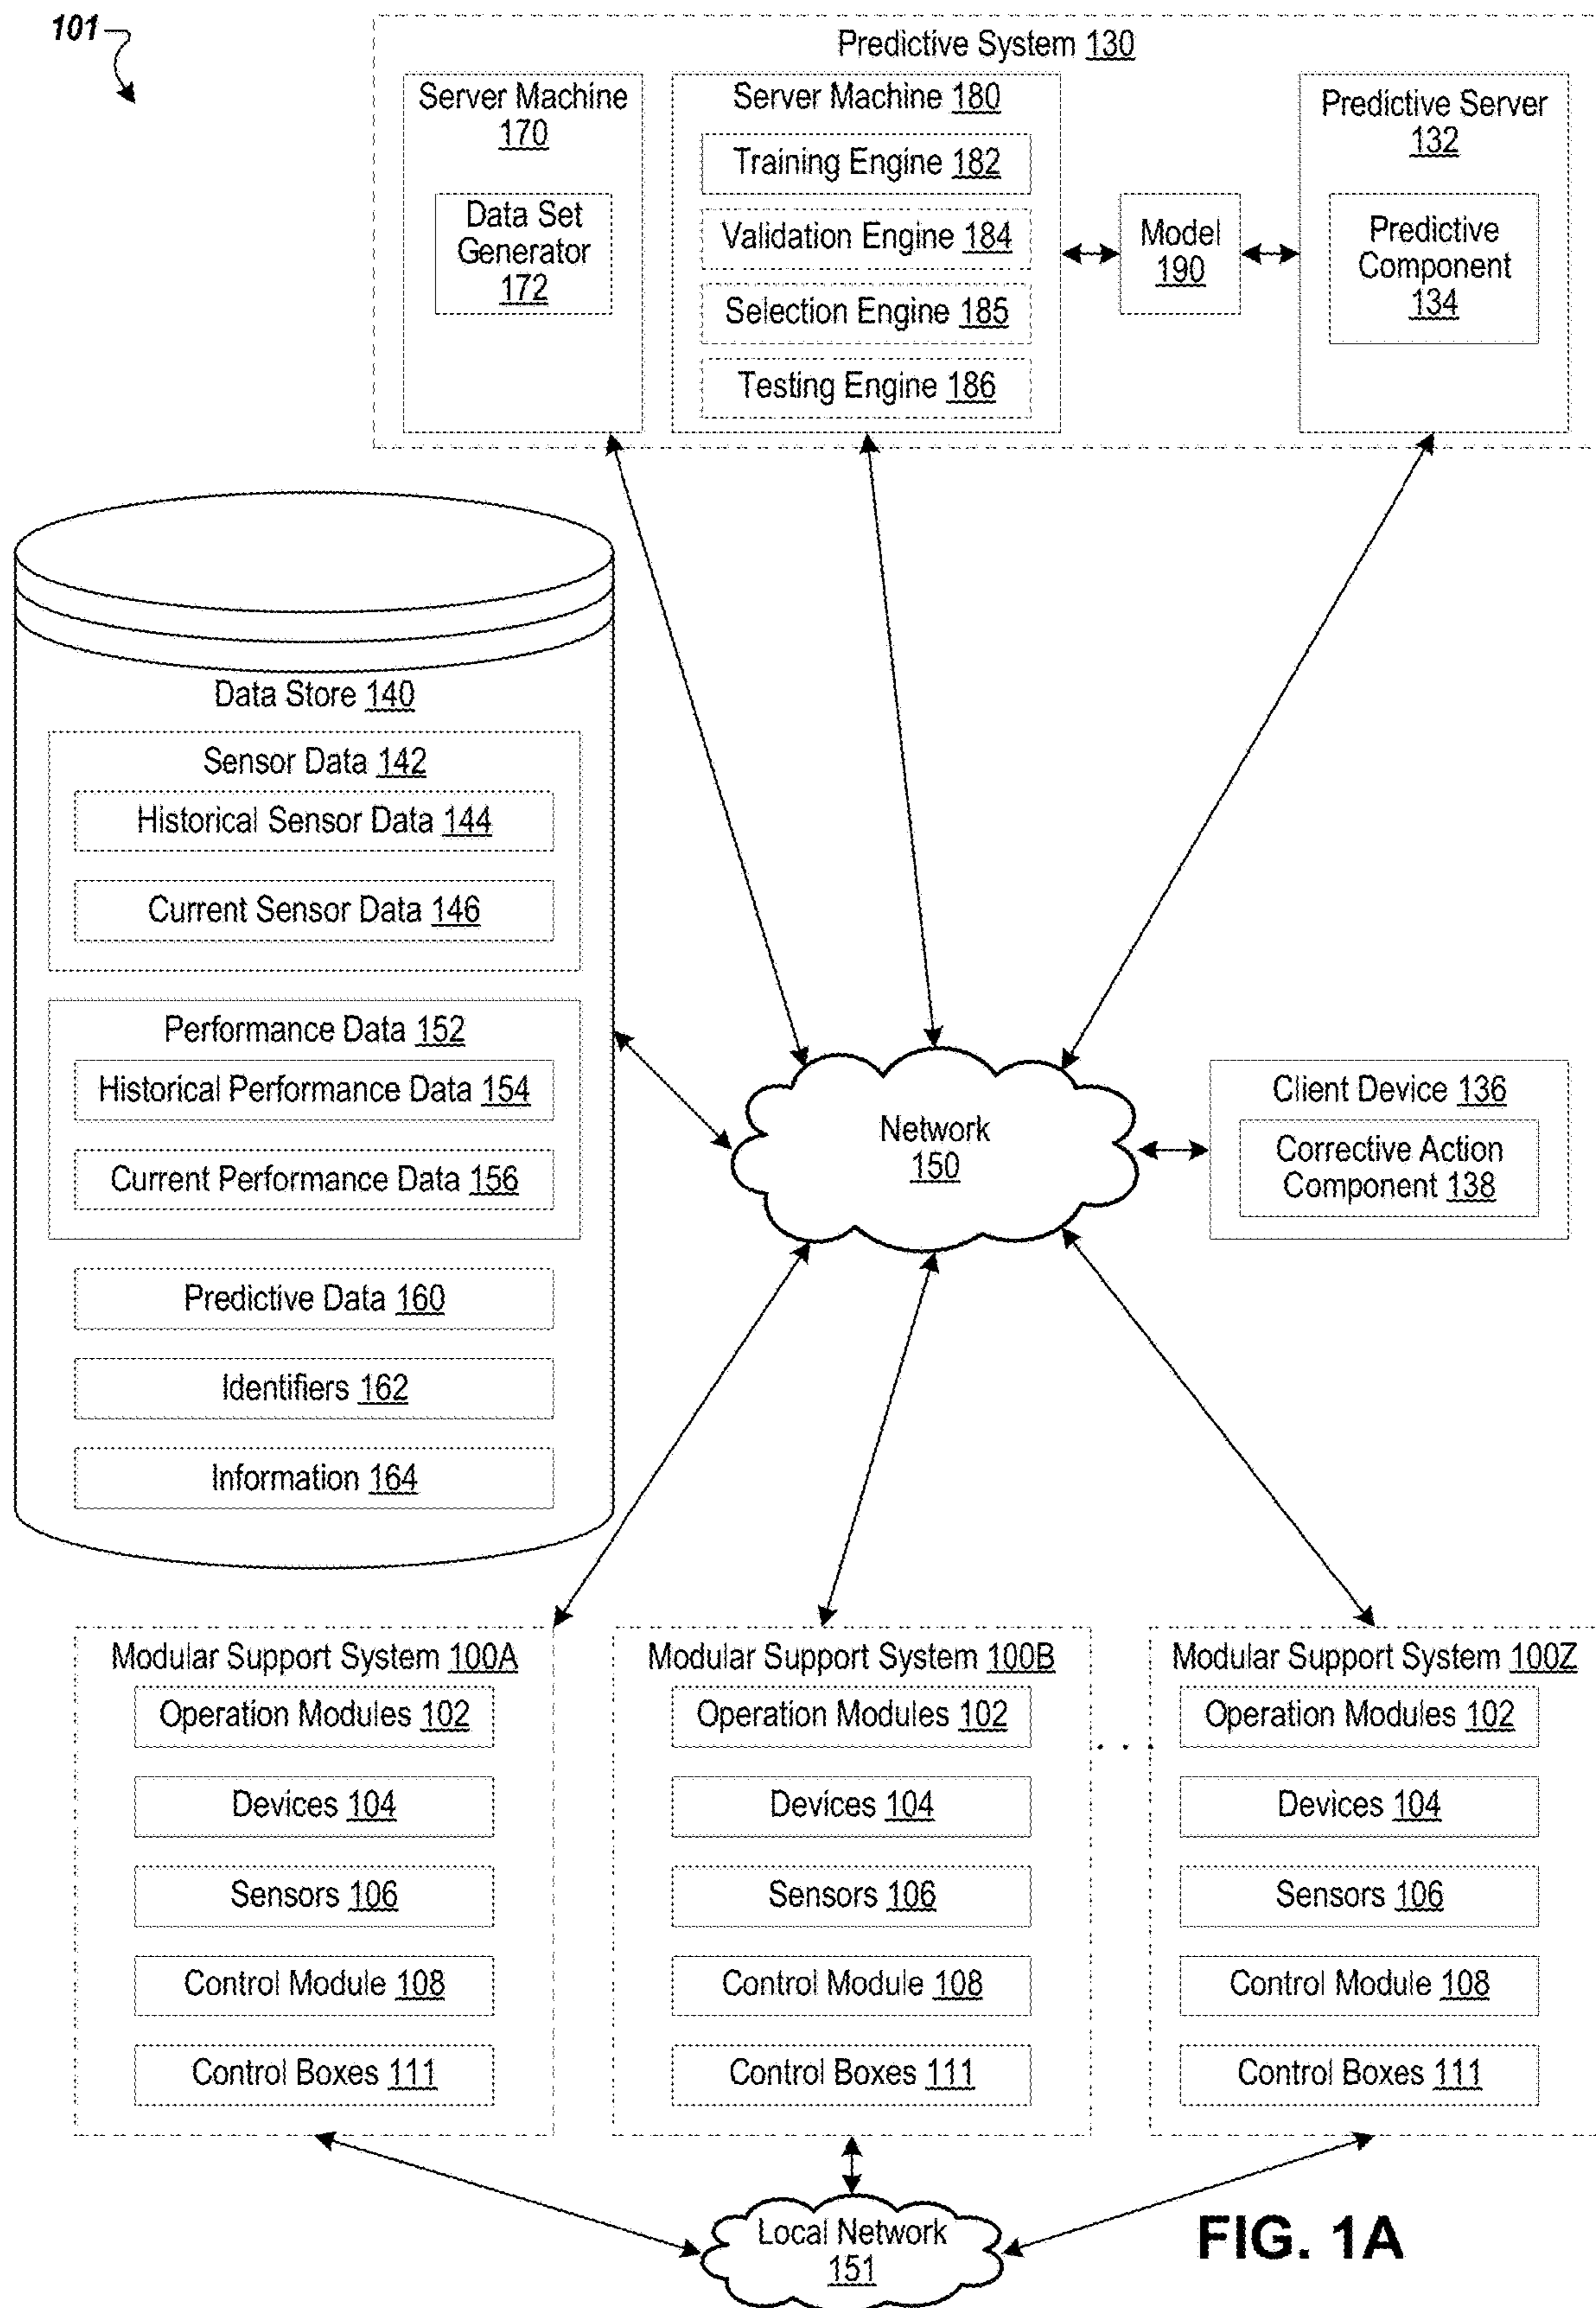 101
Predictive System 130
Server Machine
170
Data Set
Generator
172
Server Machine 180
Training Engine 182
Validation Engine 184
Selection Engine 185
Testing Engine 186
Model
190
Predictive Server
132
Predictive
Component
134
Data Store 140
Sensor Data 142
Historical Sensor Data 144
Current Sensor Data 146
Performance Data 152
Historical Performance Data 154
Current Performance Data 156
Predictive Data 160
Identifiers 162
Information 164
Network
150
Client Device 136
Corrective Action
Component 138
Modular Support System 100A
Operation Modules 102
Devices 104
Sensors 106
Control Module 108
Control Boxes 111
Modular Support System 100B
Operation Modules 102
Devices 104
Sensors 106
Control Module 108
Control Boxes 111
. . .
Modular Support System 100Z
Operation Modules 102
Devices 104
Sensors 106
Control Module 108
Control Boxes 111
Local Network
151
FIG. 1A